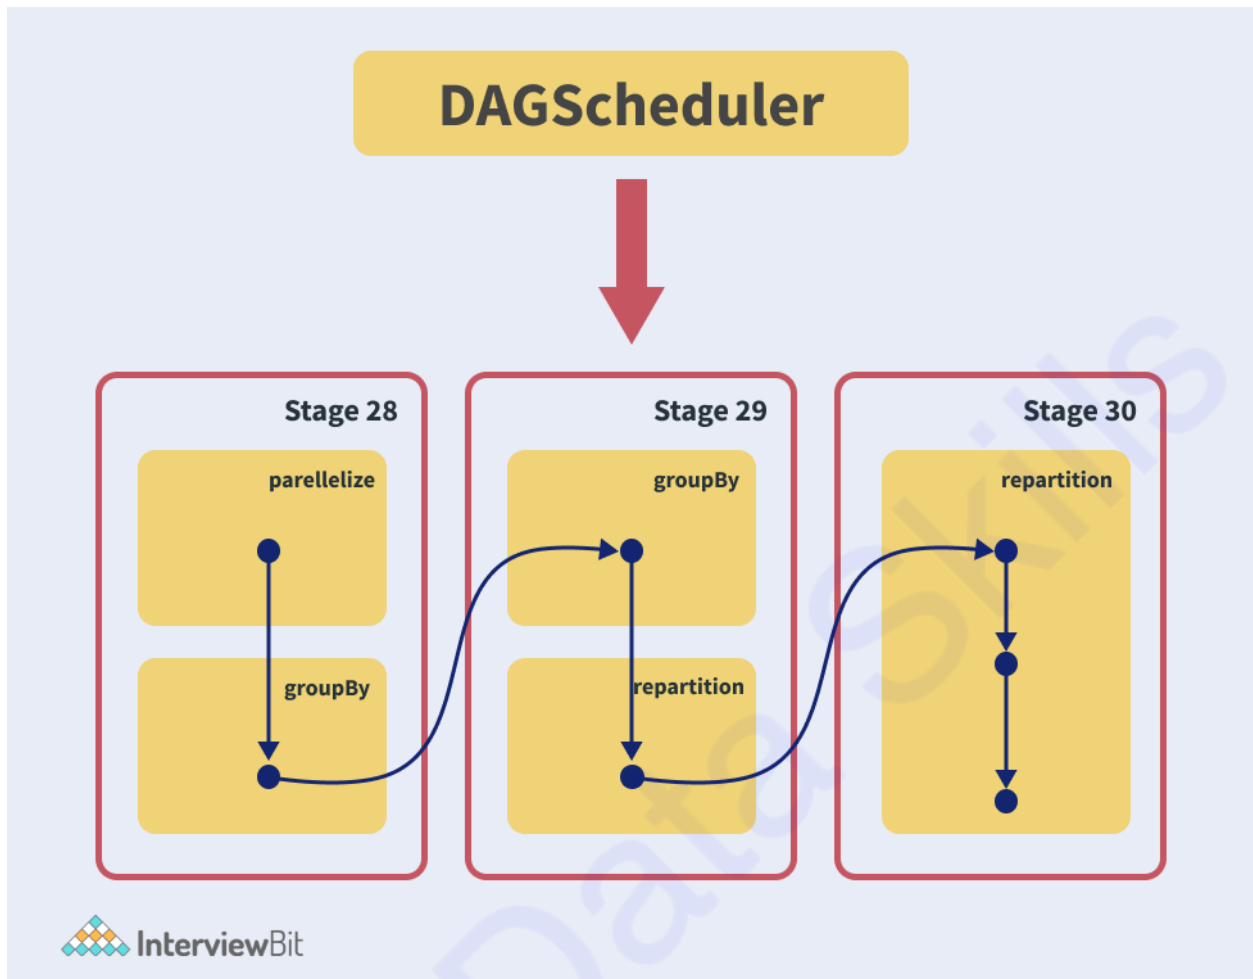 DAGScheduler
Stage 28
parellelize
groupBy
Stage 29
groupBy
repartition
Stage 30
repartition
InterviewBit
Data Skills